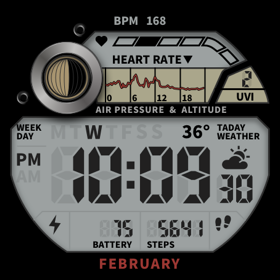 BPM 168
HEART RATE▼
0 6 12 18
2
UVI
AIR PRESSURE & ALTITUDE
WEEK DAY
MTWTFSS
W
36°
TADAY WEATHER
PM
AM
10:09
30
75
5641
BATTERY
STEPS
FEBRUARY